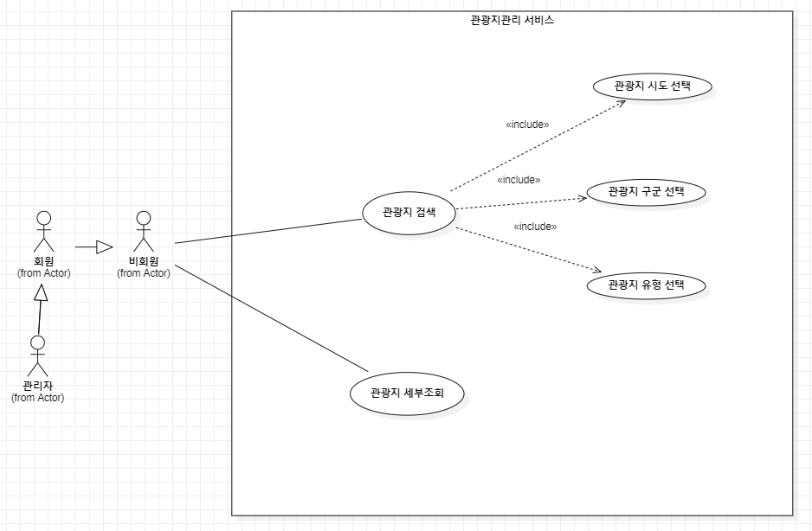 관광지관리 서비스
관광지 시도 선택
«include»
«include»
관광지 구군 선택
관광지 검색
«include»
회원
(from Actor)
비회원
(from Actor)
관광지 유형 선택
관리자
(from Actor)
관광지 세부조회